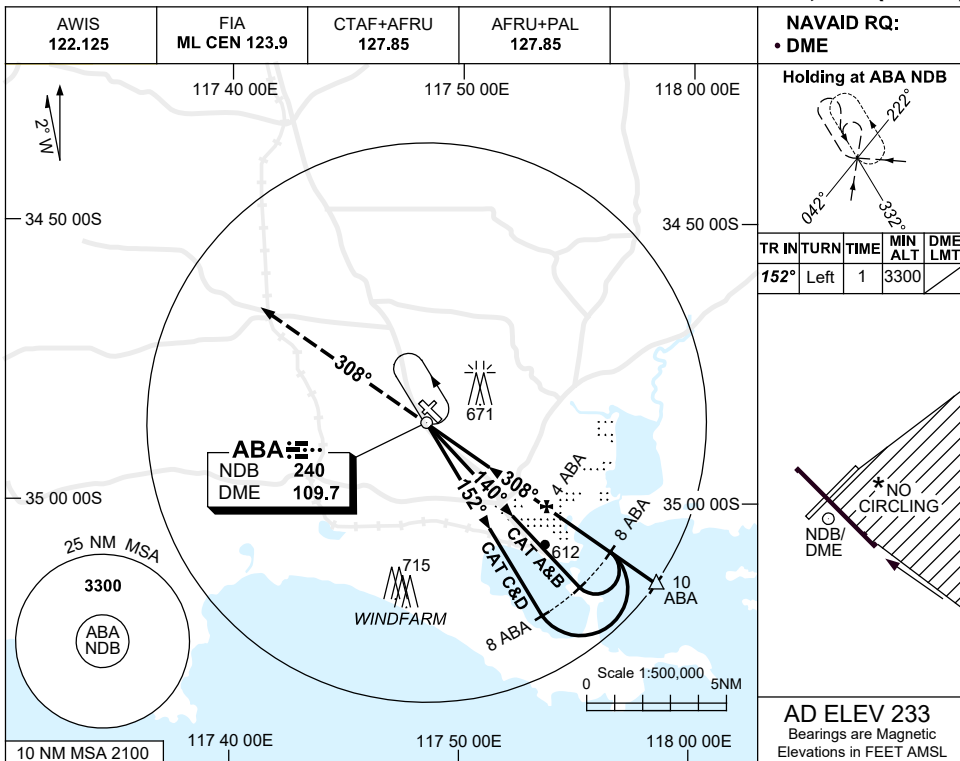 AWIS
122.125
FIA
ML CEN 123.9
CTAF+AFRU
127.85
AFRU+PAL
127.85
NAVAID RQ:
• DME
117 40 00E
117 50 00E
118 00 00E
2° W
34 50 00S
34 50 00S
Holding at ABA NDB
222°
042°
332°
TR IN TURN TIME MIN ALT DME LMT
152° Left 1 3300
308°
671
ABA
NDB 240
DME 109.7
308°
4 ABA
140°
152°
CAT A&B
CAT C&D
8 ABA
8 ABA
612
10
ABA
35 00 00S
35 00 00S
715
WINDFARM
25 NM MSA
3300
ABA
NDB
Scale 1:500,000
0 5NM
*NO
CIRCLING
NDB/
DME
10 NM MSA 2100
117 40 00E
117 50 00E
118 00 00E
AD ELEV 233
Bearings are Magnetic
Elevations in FEET AMSL